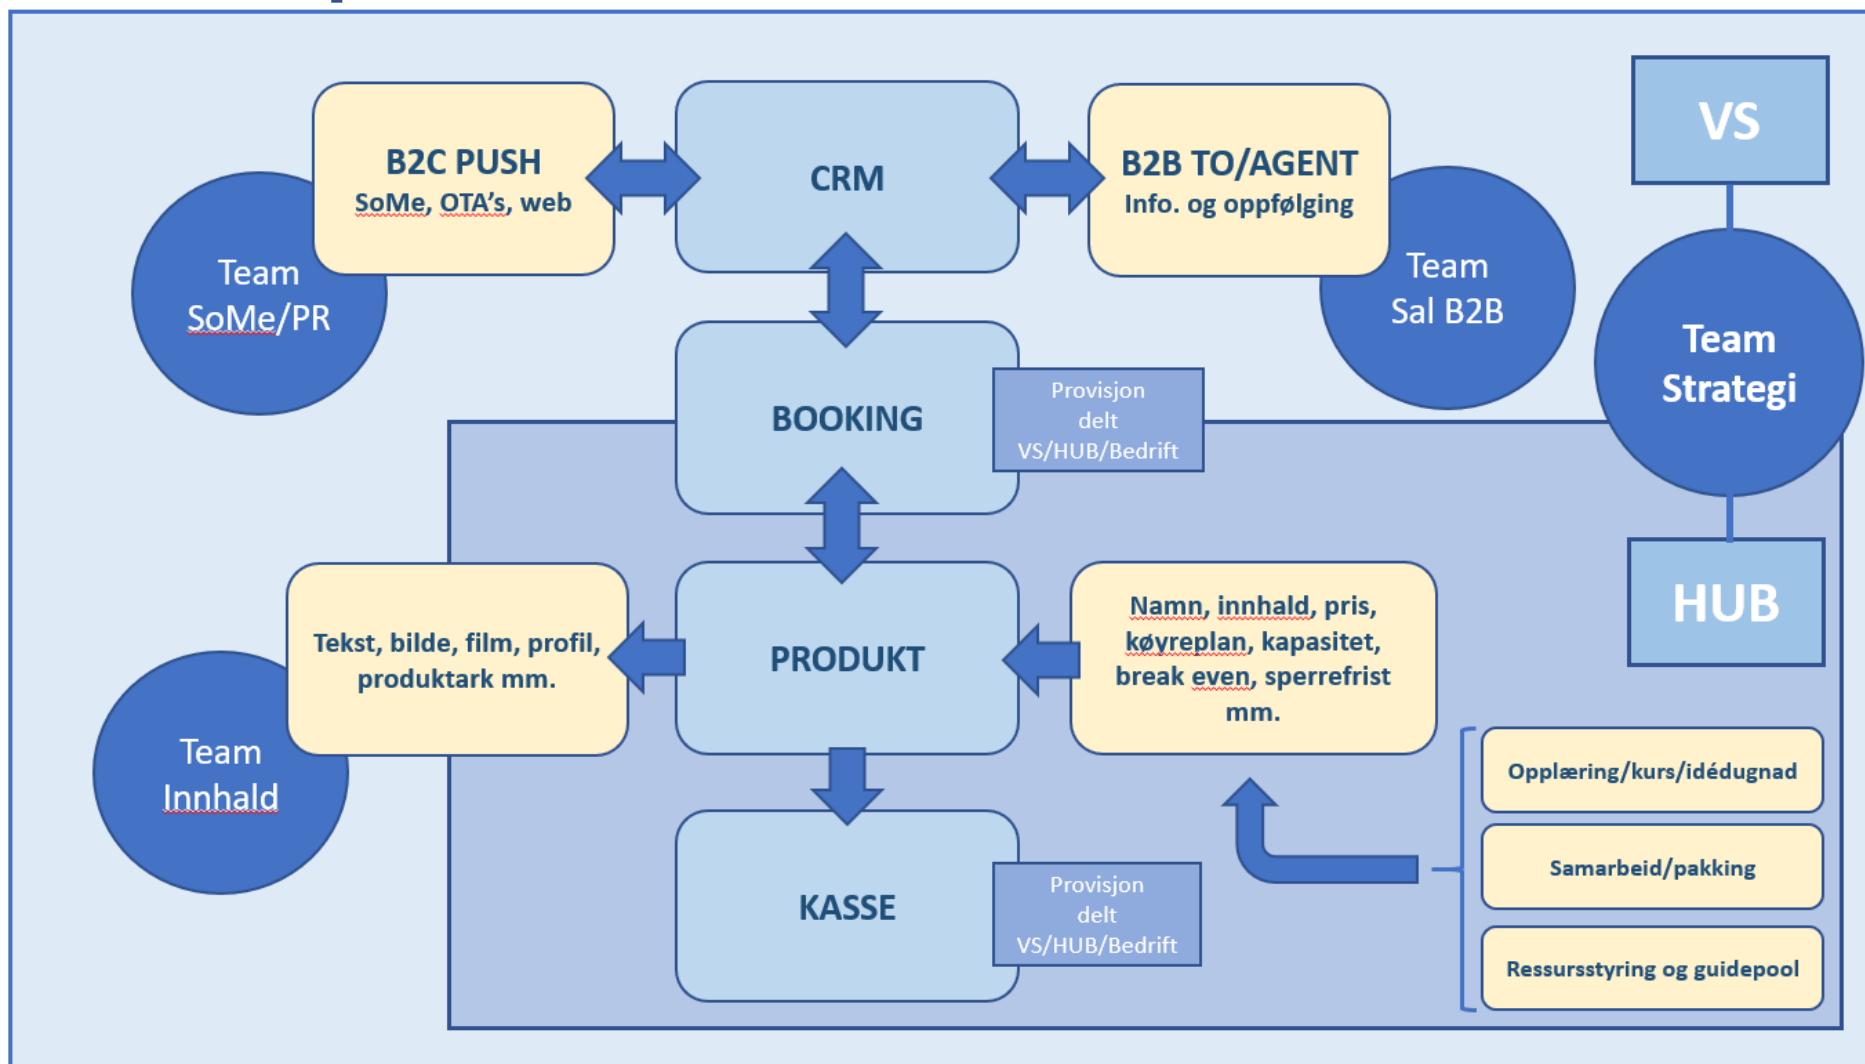 B2C PUSH
SoMe, OTA's, web
CRM
B2B TO/AGENT
Info. og oppfølging
VS
Team
SoMe/PR
Team
Sal B2B
Team
Strategi
BOOKING
Provisjon
delt
VS/HUB/Bedrift
HUB
Tekst, bilde, film, profil,
produktark mm.
PRODUKT
Namn, innhald, pris,
køyreplan, kapasitet,
break even, sperrefrist
mm.
Team
Innhald
KASSE
Provisjon
delt
VS/HUB/Bedrift
Opplæring/kurs/idédugnad
Samarbeid/pakking
Ressursstyring og guidepool